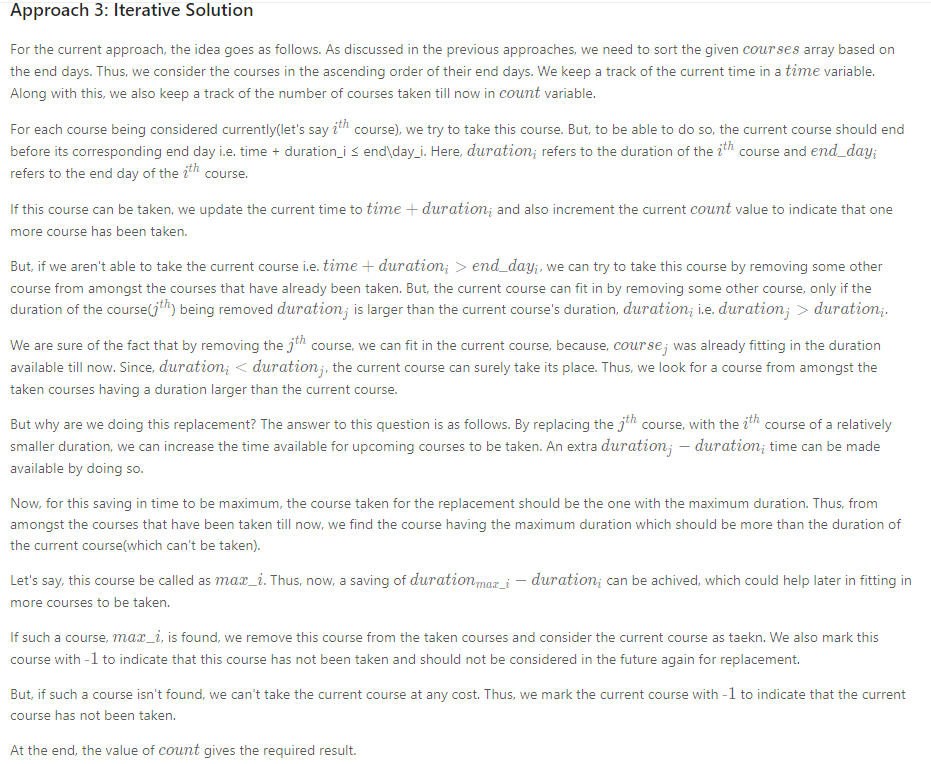 Approach 3: Iterative Solution
For the current approach, the idea goes as follows. As discussed in the previous approaches, we need to sort the given courses array based on
the end days. Thus, we consider the courses in the ascending order of their end days. We keep a track of the current time in a time variable.
Along with this, we also keep a track of the number of courses taken till now in count variable.
For each course being considered currently(let's say i^th course), we try to take this course. But, to be able to do so, the current course should end
before its corresponding end day i.e. time + duration_i ≤ end\day_i. Here, duration_i refers to the duration of the i^th course and end_day_i
refers to the end day of the i^th course.
If this course can be taken, we update the current time to time + duration_i and also increment the current count value to indicate that one
more course has been taken.
But, if we aren't able to take the current course i.e. time + duration_i > end_day_i, we can try to take this course by removing some other
course from amongst the courses that have already been taken. But, the current course can fit in by removing some other course, only if the
duration of the course(j^th) being removed duration_j is larger than the current course's duration, duration_i i.e. duration_j > duration_i.
We are sure of the fact that by removing the j^th course, we can fit in the current course, because, course_j was already fitting in the duration
available till now. Since, duration_i < duration_j, the current course can surely take its place. Thus, we look for a course from amongst the
taken courses having a duration larger than the current course.
But why are we doing this replacement? The answer to this question is as follows. By replacing the j^th course, with the i^th course of a relatively
smaller duration, we can increase the time available for upcoming courses to be taken. An extra duration_j − duration_i time can be made
available by doing so.
Now, for this saving in time to be maximum, the course taken for the replacement should be the one with the maximum duration. Thus, from
amongst the courses that have been taken till now, we find the course having the maximum duration which should be more than the duration of
the current course(which can't be taken).
Let's say, this course be called as max_i. Thus, now, a saving of duration_max_i − duration_i can be achived, which could help later in fitting in
more courses to be taken.
If such a course, max_i, is found, we remove this course from the taken courses and consider the current course as taekn. We also mark this
course with -1 to indicate that this course has not been taken and should not be considered in the future again for replacement.
But, if such a course isn't found, we can't take the current course at any cost. Thus, we mark the current course with -1 to indicate that the current
course has not been taken.
At the end, the value of count gives the required result.